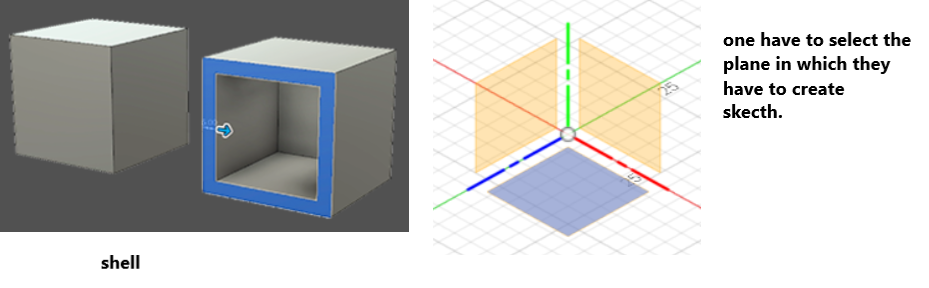 one have to select the
plane in which they
have to create
skecth.
25
25
shell